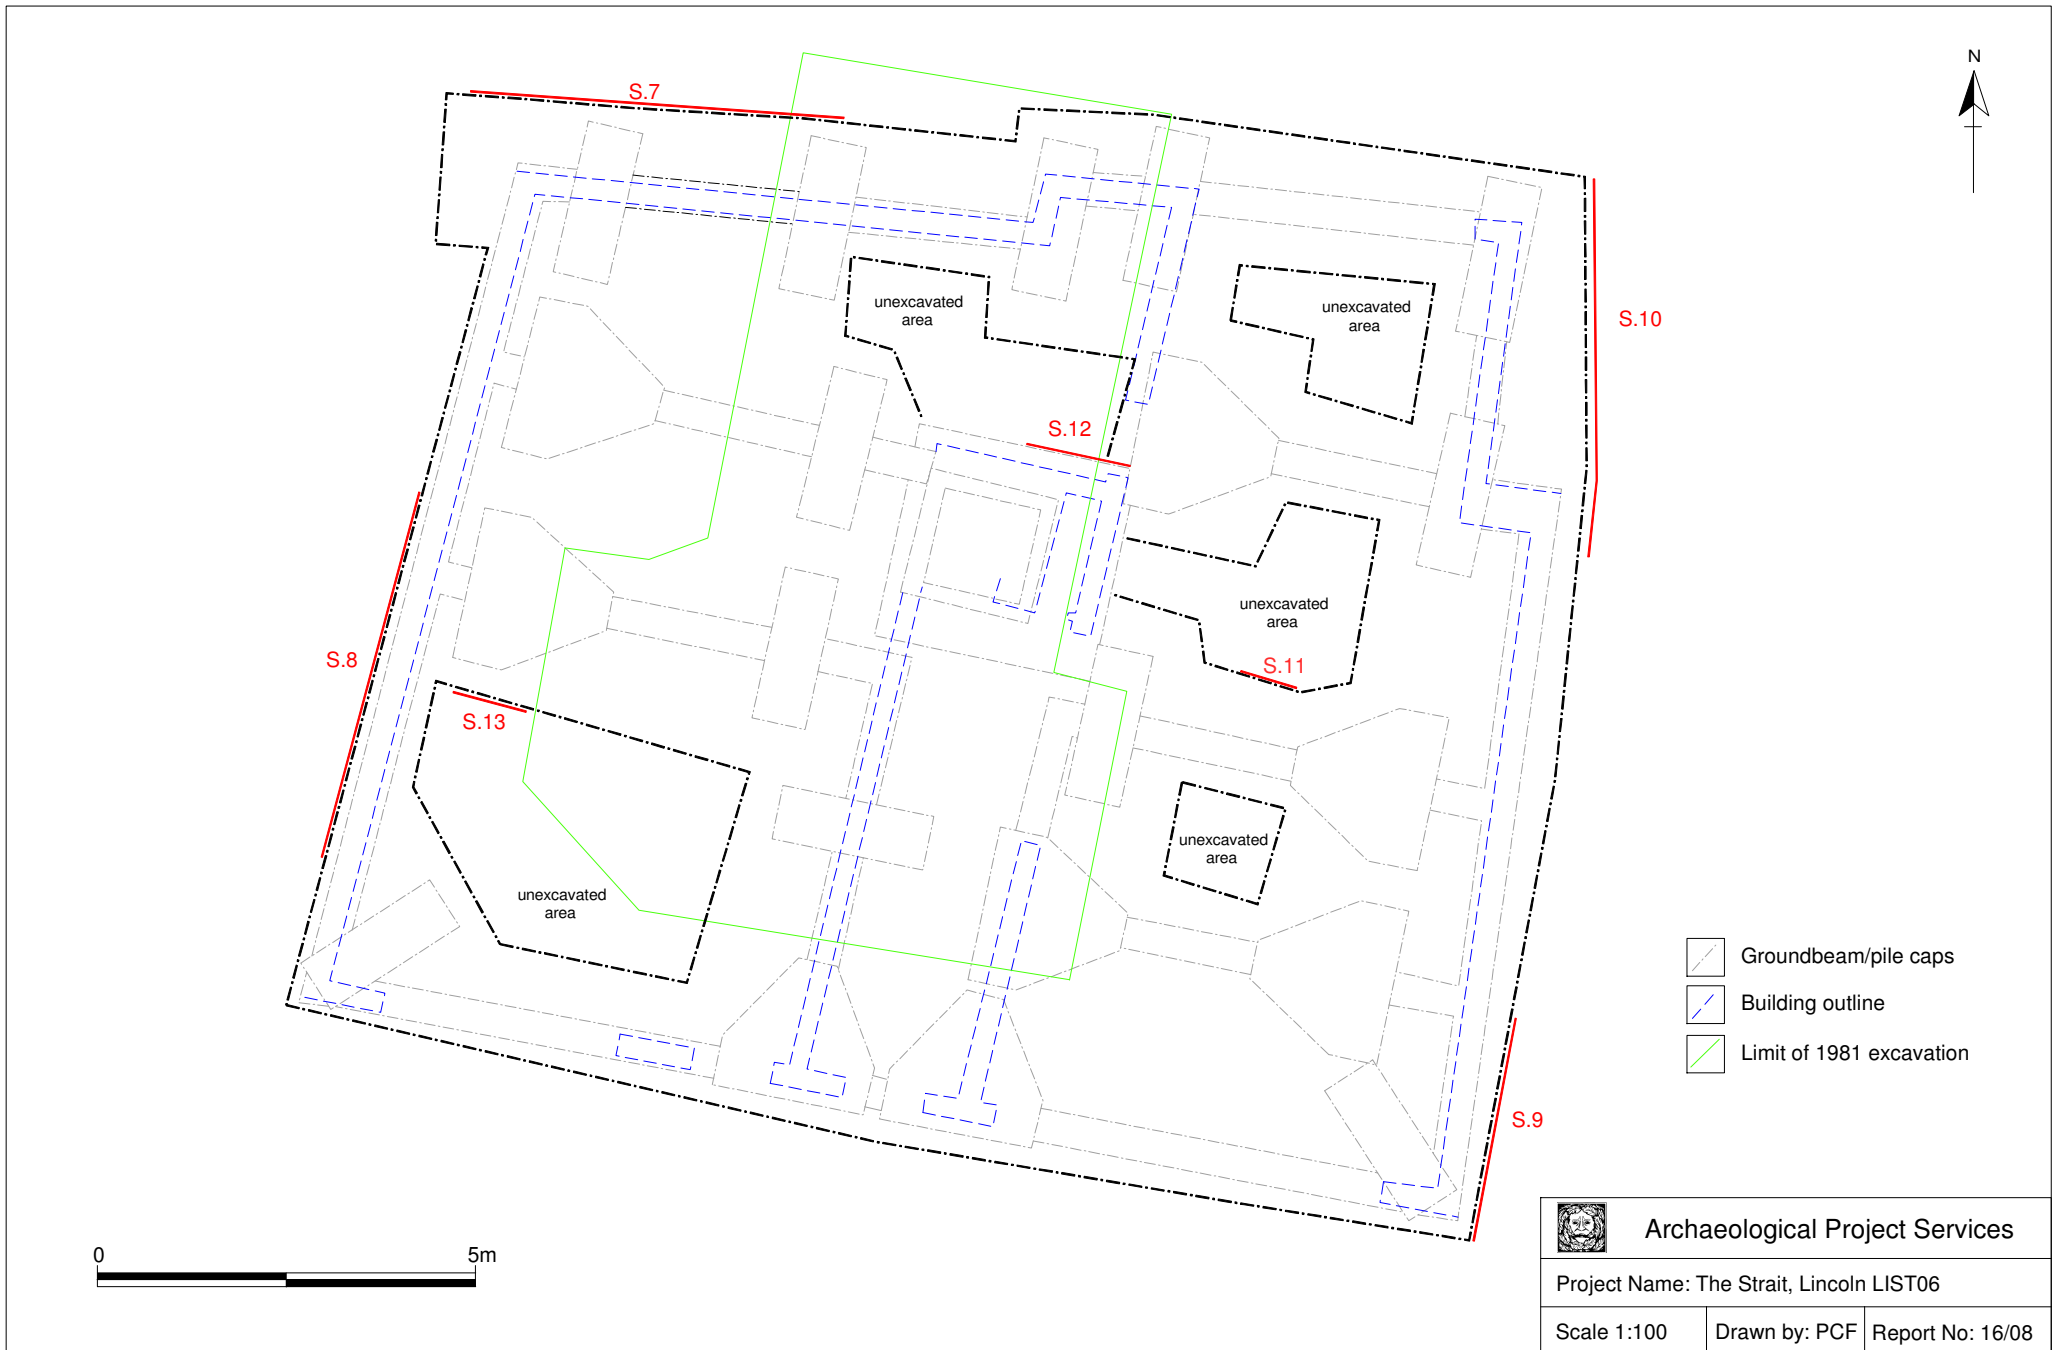 S.7
N
unexcavated
area
unexcavated
area
S.10
S.12
unexcavated
area
S.8
S.11
S.13
unexcavated
area
unexcavated
area
Groundbeam/pile caps
Building outline
Limit of 1981 excavation
S.9
0 5m
Archaeological Project Services
Project Name: The Strait, Lincoln LIST06
Scale 1:100 Drawn by: PCF Report No: 16/08